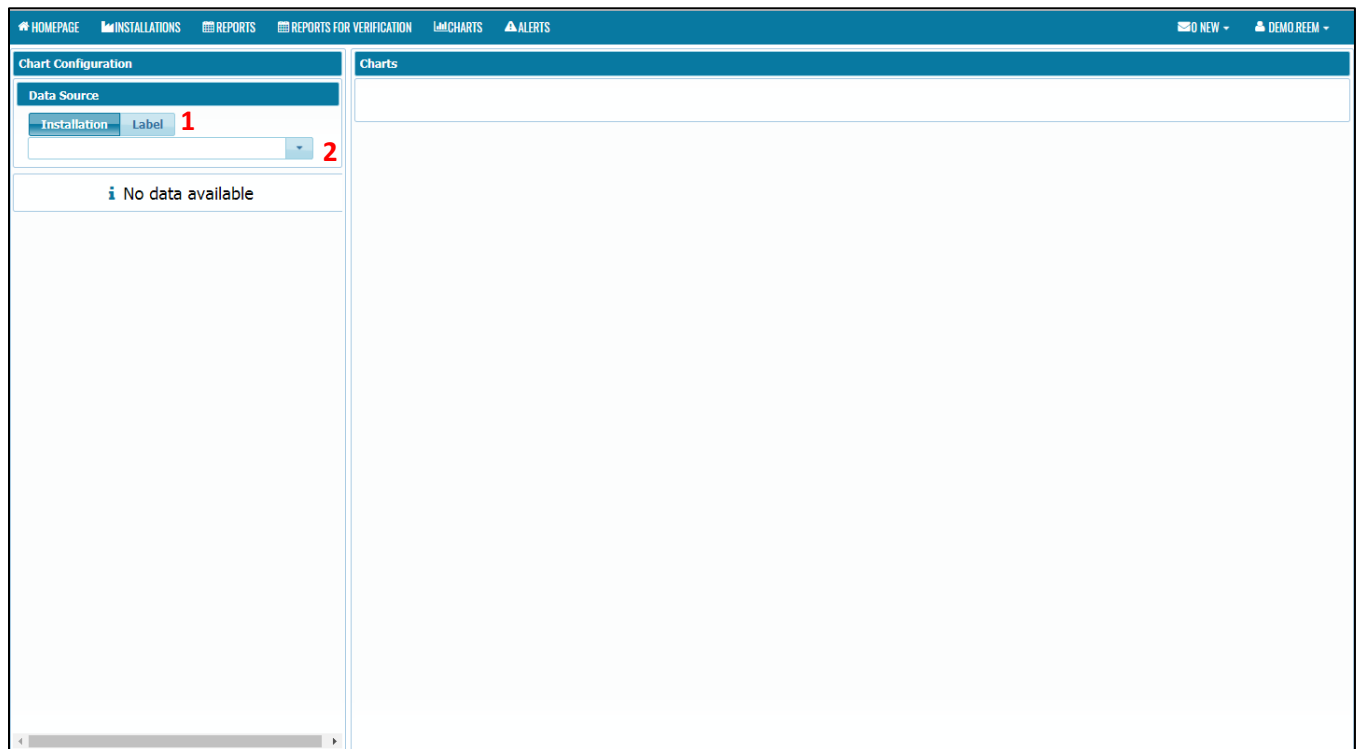 HOMEPAGE INSTALLATIONS REPORTS REPORTS FOR VERIFICATION CHARTS ALERTS 0 NEW DEMO.REEM
Chart Configuration
Data Source
Installation Label 1
2
i No data available
Charts